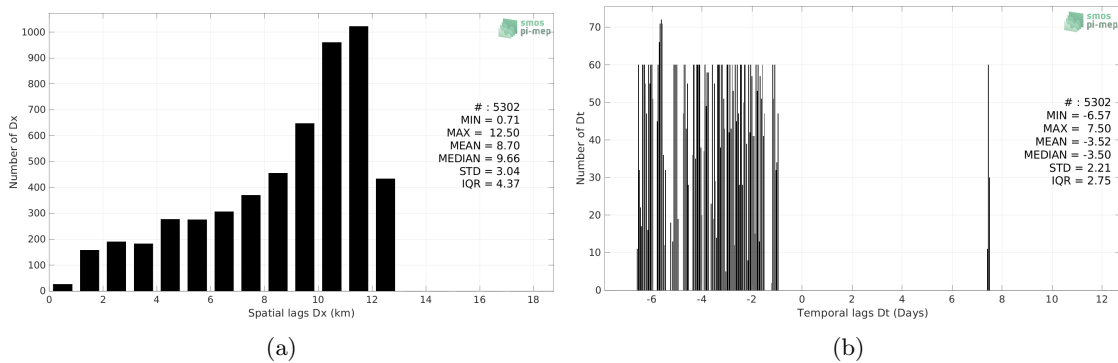 smos
pi-mep
1000
900
800
700
600
500
400
300
200
100
0
Number of Dx
# : 5302
MIN = 0.71
MAX = 12.50
MEAN = 8.70
MEDIAN = 9.66
STD = 3.04
IQR = 4.37
0 2 4 6 8 10 12 14 16 18
Spatial lags Dx (km)
(a)
smos
pi-mep
70
60
50
40
30
20
10
0
Number of Dt
# : 5302
MIN = -6.57
MAX = 7.50
MEAN = -3.52
MEDIAN = -3.50
STD = 2.21
IQR = 2.75
-6 -4 -2 0 2 4 6 8 10 12
Temporal lags Dt (Days)
(b)